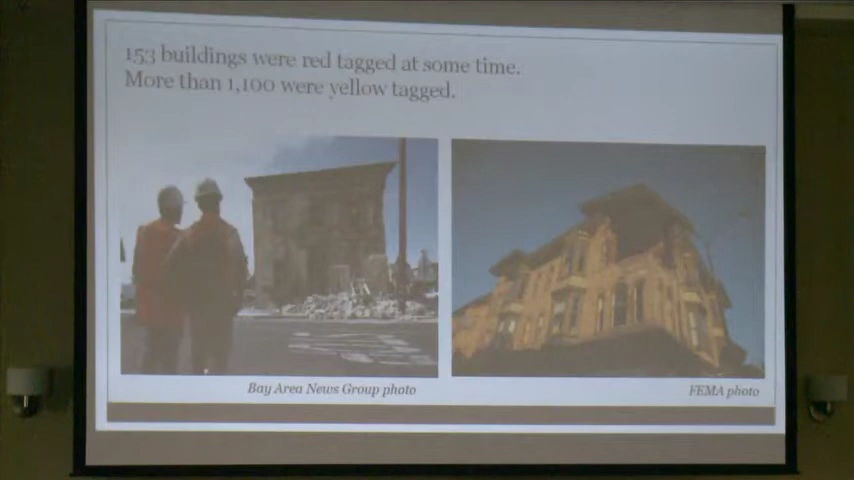 153 buildings were red tagged at some time.
More than 1,100 were yellow tagged.
Bay Area News Group photo
FEMA photo